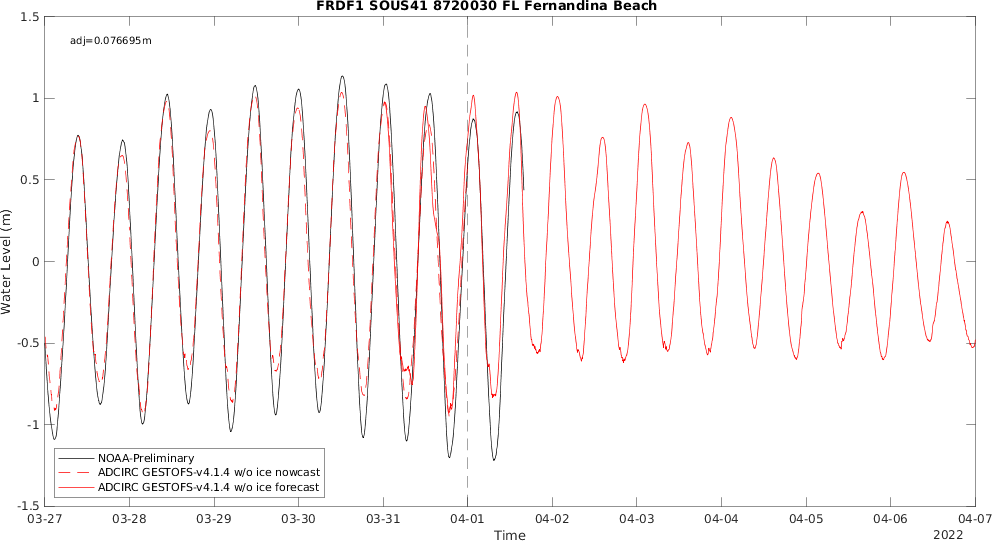 FRDF1 SOUS41 8720030 FL Fernandina Beach
adj=0.076695m
1.5
1
0.5
0
-0.5
-1
-1.5
Water Level (m)
NOAA-Preliminary
ADCIRC GESTOFS-v4.1.4 w/o ice nowcast
ADCIRC GESTOFS-v4.1.4 w/o ice forecast
03-27 03-28 03-29 03-30 03-31 04-01 04-02 04-03 04-04 04-05 04-06 04-07
Time
2022